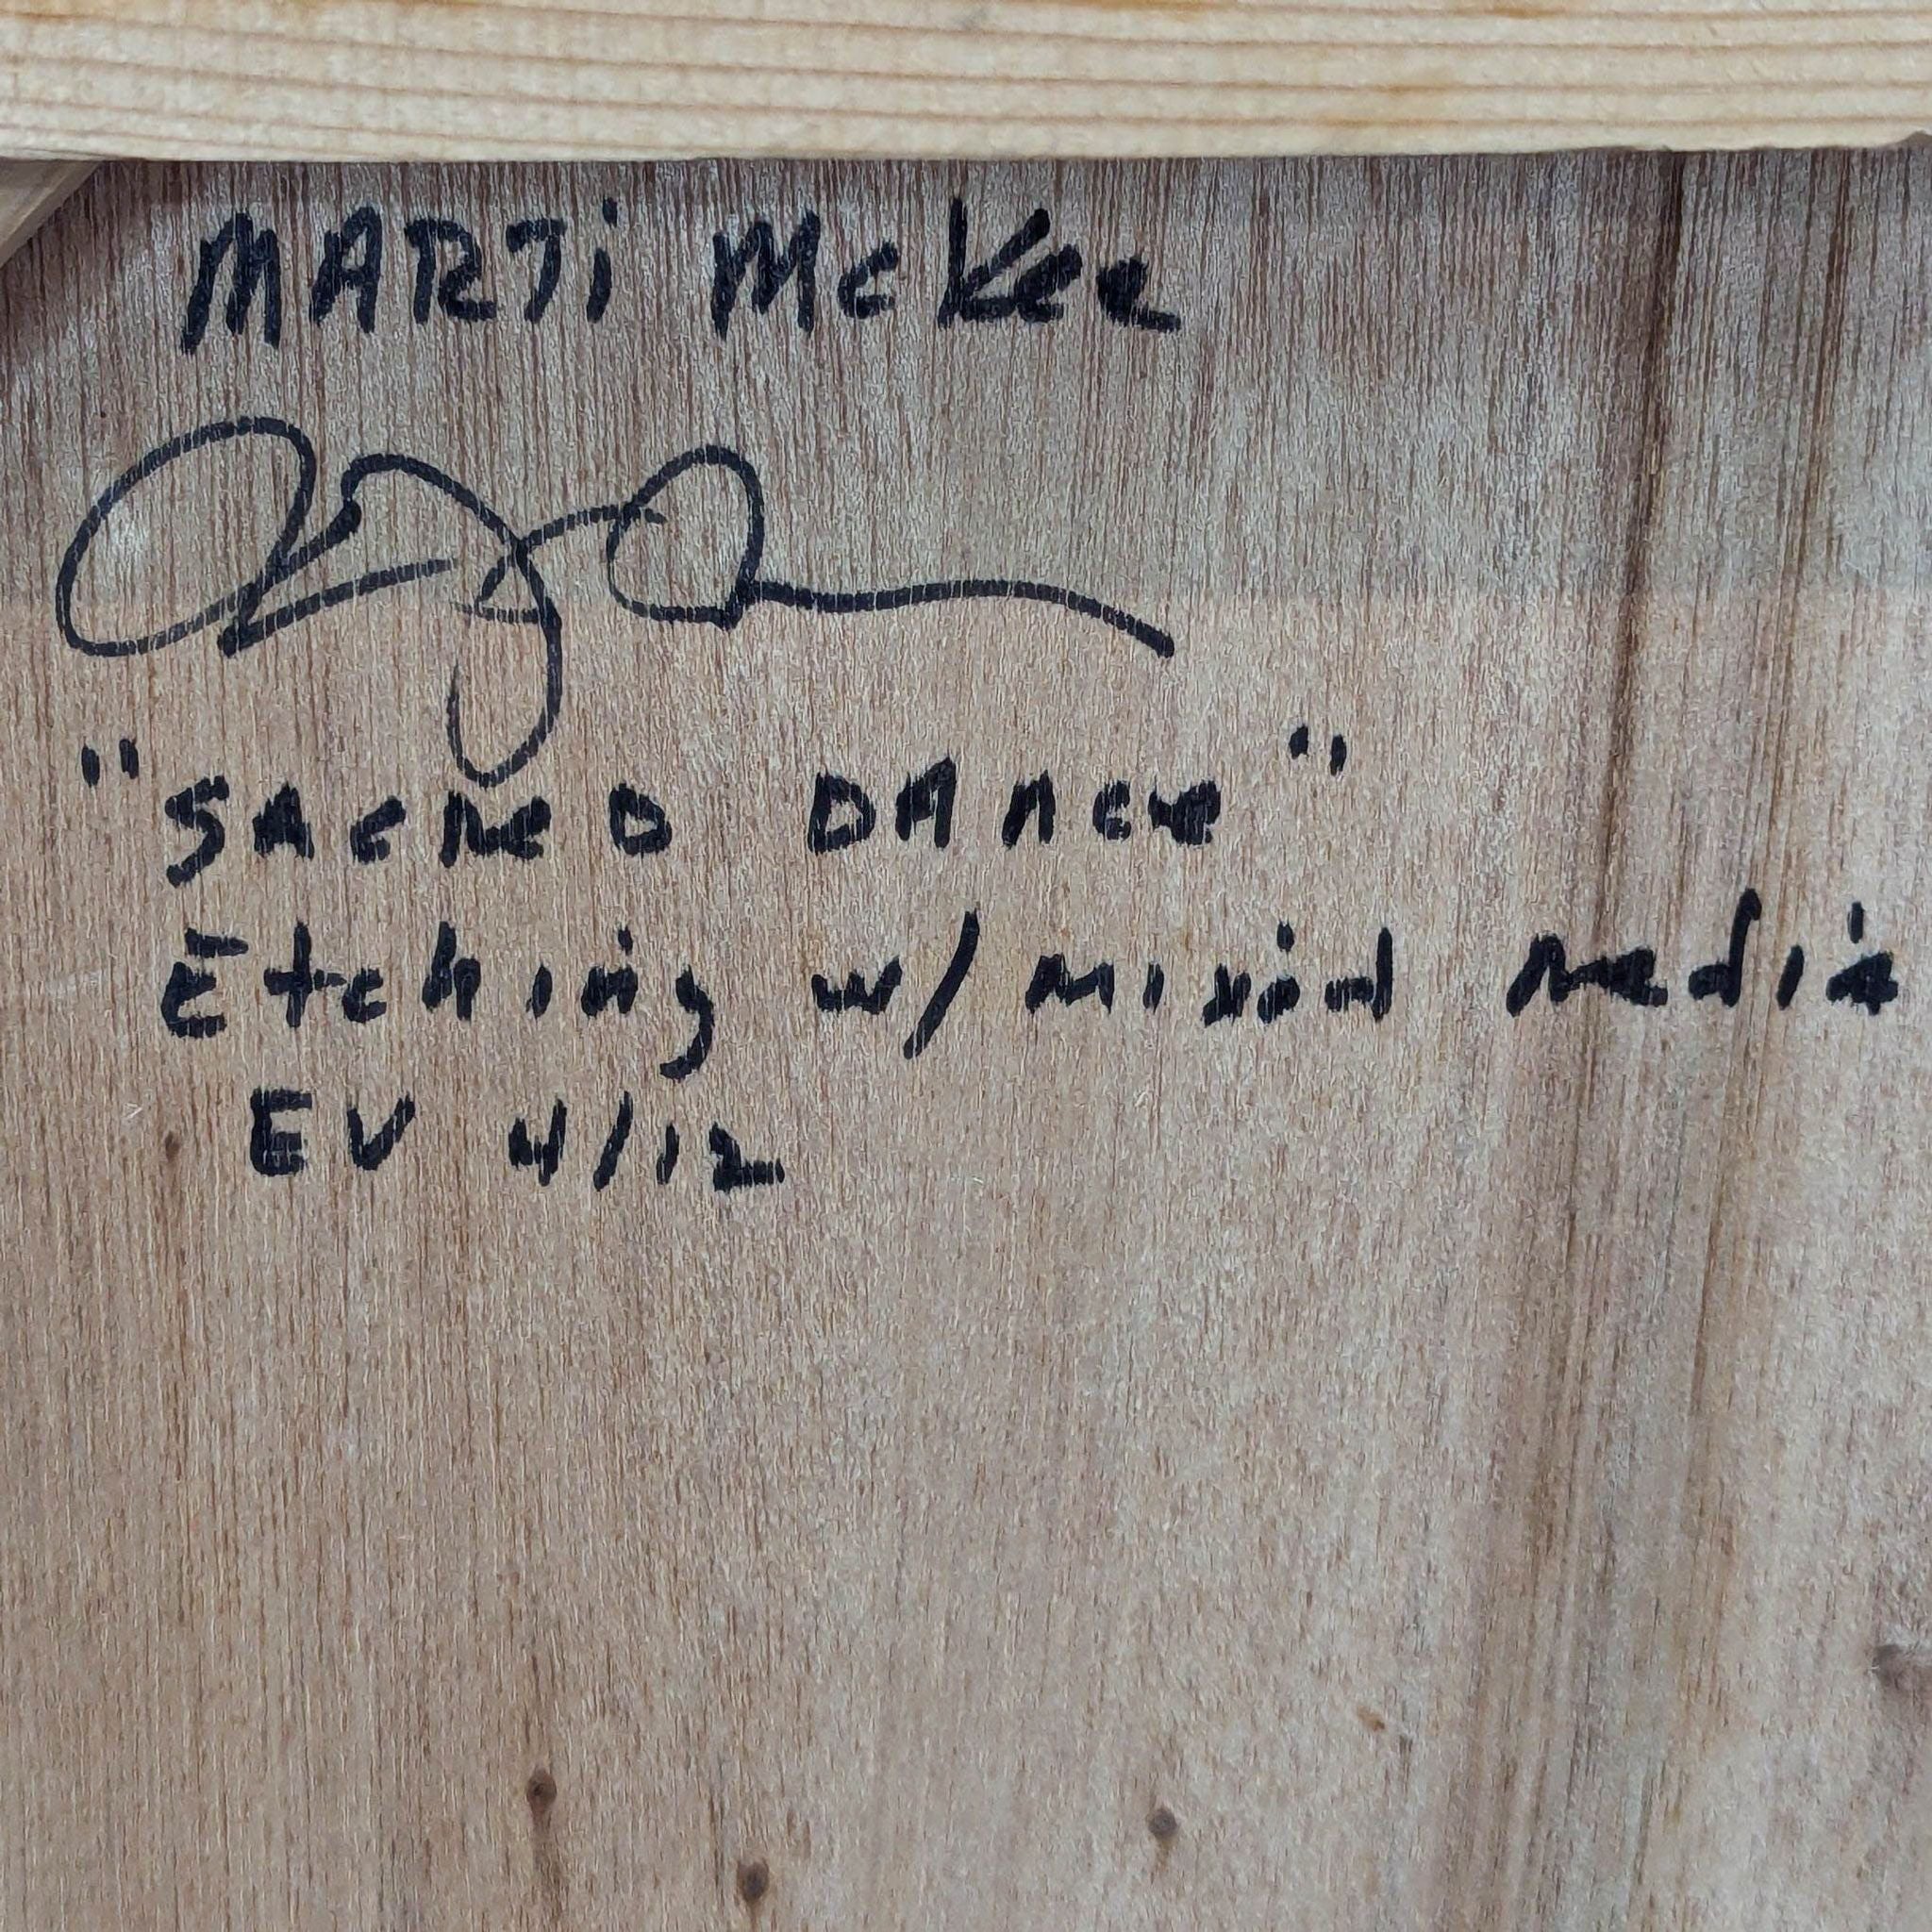 MARTi McKee
"SACReD DANce"
Etching w/ mixed media
EV 4/12